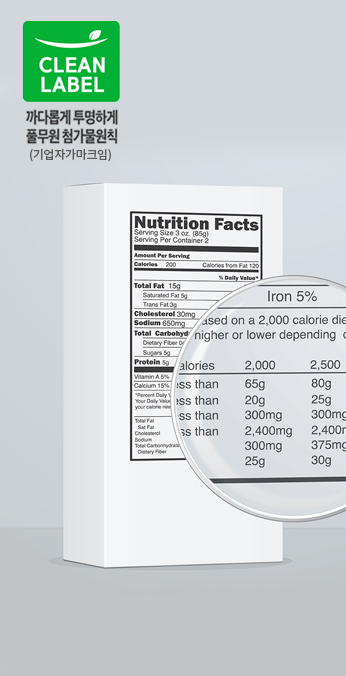 CLEAN
LABEL
까다롭게 투명하게
풀무원 첨가물원칙
(기업자가마크임)
Nutrition Facts
Serving Size 3 oz. (85g)
Serving Per Container 2
Amount Per Serving
Calories 200 Calories from Fat 120
% Daily Value*
Total Fat 15g
Saturated Fat 5g
Trans Fat 3g
Cholesterol 30mg
Sodium 650mg
Total Carbohyd
Dietary Fiber 0
Sugars 5g
Protein 5g
Vitamin A 5%
Calcium 15%
*Percent Daily V
Your Daily Value
your calorie nee
Total Fat
Sat Fat
Cholesterol
Sodium
Total Carbonhydrate
Dietary Fiber
Iron 5%
ased on a 2,000 calorie die
higher or lower depending
alories 2,000 2,500
ess than 65g 80g
ess than 20g 25g
ess than 300mg 300mg
ss than 2,400mg 2,400
300mg 375mg
25g 30g